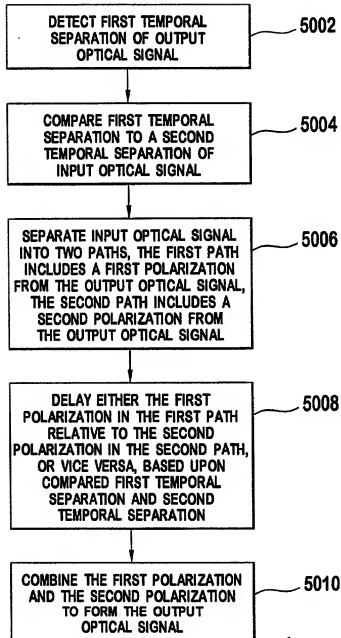 DETECT FIRST TEMPORAL
SEPARATION OF OUTPUT
OPTICAL SIGNAL
5002
COMPARE FIRST TEMPORAL
SEPARATION TO A SECOND
TEMPORAL SEPARATION OF
INPUT OPTICAL SIGNAL
5004
SEPARATE INPUT OPTICAL SIGNAL
INTO TWO PATHS, THE FIRST PATH
INCLUDES A FIRST POLARIZATION
FROM THE OUTPUT OPTICAL SIGNAL,
THE SECOND PATH INCLUDES A
SECOND POLARIZATION FROM
THE OUTPUT OPTICAL SIGNAL
5006
DELAY EITHER THE FIRST
POLARIZATION IN THE FIRST PATH
RELATIVE TO THE SECOND
POLARIZATION IN THE SECOND PATH,
OR VICE VERSA, BASED UPON
COMPARED FIRST TEMPORAL
SEPARATION AND SECOND
TEMPORAL SEPARATION
5008
COMBINE THE FIRST POLARIZATION
AND THE SECOND POLARIZATION
TO FORM THE OUTPUT
OPTICAL SIGNAL
5010